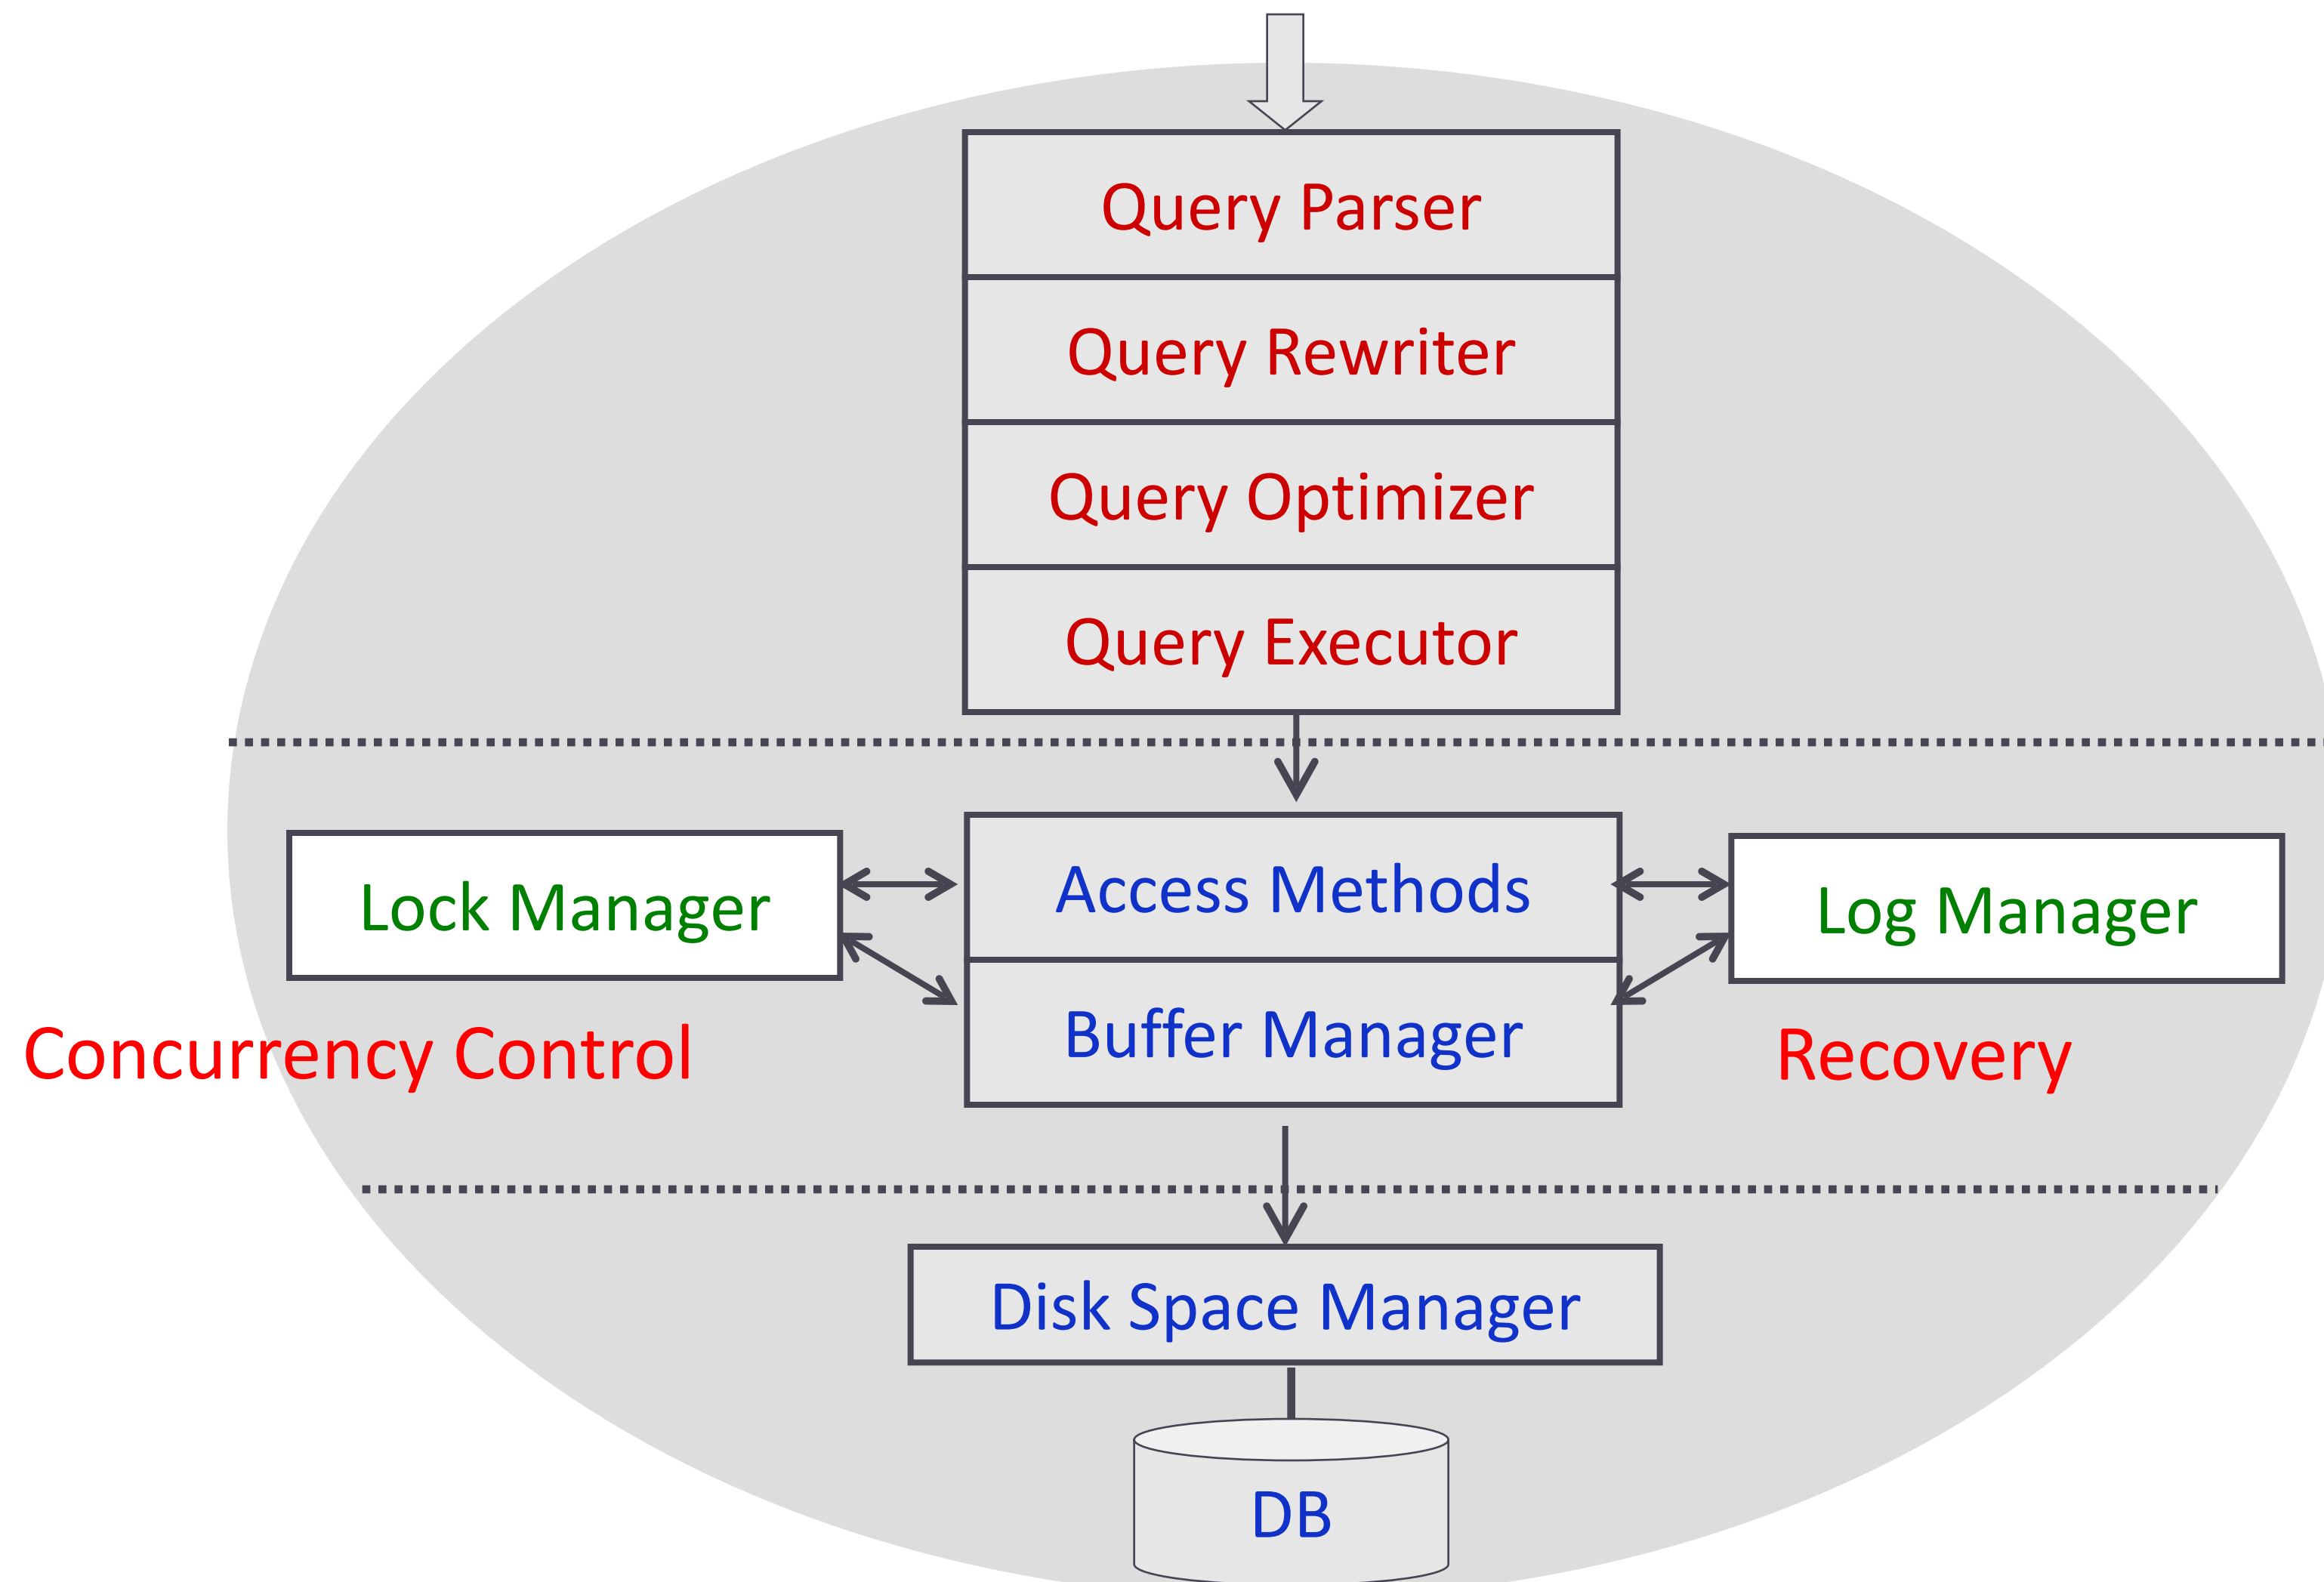 Query Parser
Query Rewriter
Query Optimizer
Query Executor
Lock Manager
Access Methods
Log Manager
Buffer Manager
Concurrency Control
Recovery
Disk Space Manager
DB